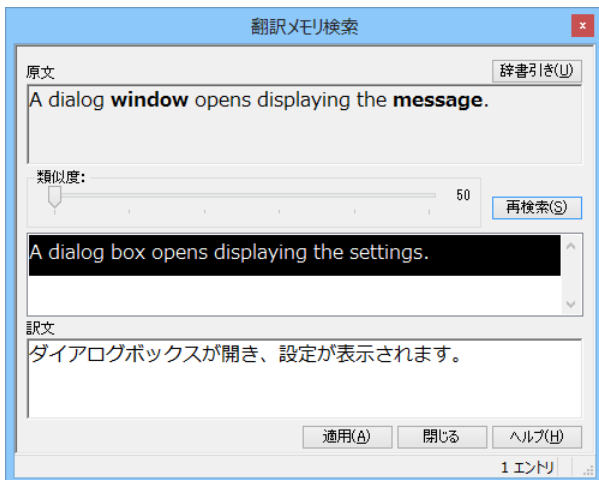 翻訳メモリ検索
原文
辞書引き(U)
A dialog window opens displaying the message.
類似度:
50
再検索(S)
A dialog box opens displaying the settings.
訳文
ダイアログボックスが開き、設定が表示されます。
適用(A) 閉じる ヘルプ(H)
1 エントリ